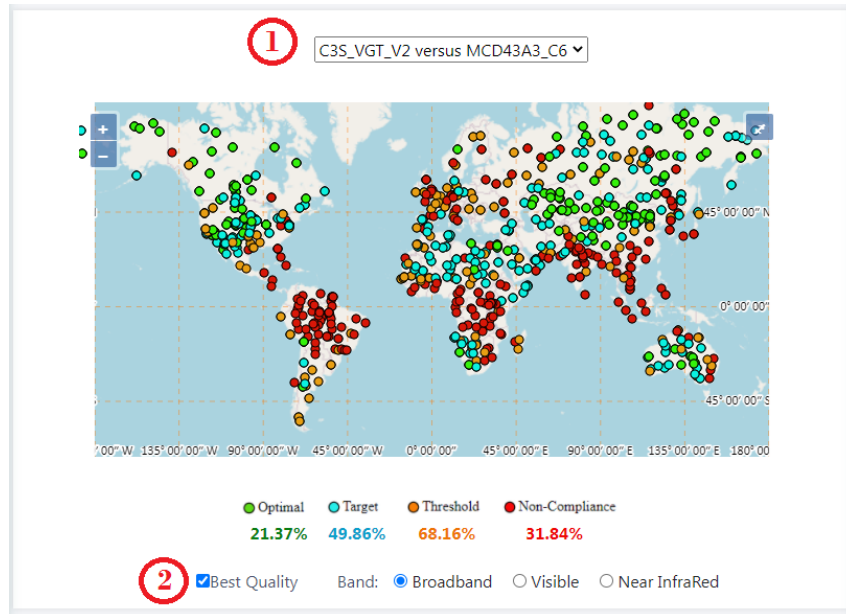 1 C3S_VGT_V2 versus MCD43A3_C6
+
−
45° 00′ 00″ N
0° 00′ 00″
45° 00′ 00″ S
′00″ W 135° 00′ 00″ W 90° 00′ 00″ W 45° 00′ 00″ W 0° 00′ 00″ 45° 00′ 00″ E 90° 00′ 00″ E 135° 00′ 00″ E 180° 00′
Optimal Target Threshold Non-Compliance
21.37% 49.86% 68.16% 31.84%
2 Best Quality Band: Broadband Visible Near InfraRed